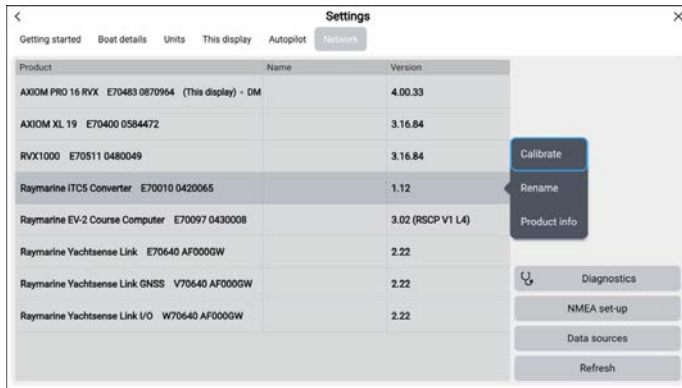 Settings
Getting started Boat details Units This display Autopilot Network
Product Name Version
AXIOM PRO 16 RVX E70483 0870964 (This display) - DM 4.00.33
AXIOM XL 19 E70400 0584472 3.16.84
RVX1000 E70511 0480049 3.16.84
Calibrate
Raymarine iTC5 Converter E70010 0420065 1.12 Rename
Raymarine EV-2 Course Computer E70097 0430008 3.02 (RSCP V1 L4) Product info
Raymarine Yachtsense Link E70640 AF000GW 2.22
Raymarine Yachtsense Link GNSS V70640 AF000GW 2.22
Diagnostics
Raymarine Yachtsense Link I/O W70640 AF000GW 2.22 NMEA set-up
Data sources
Refresh